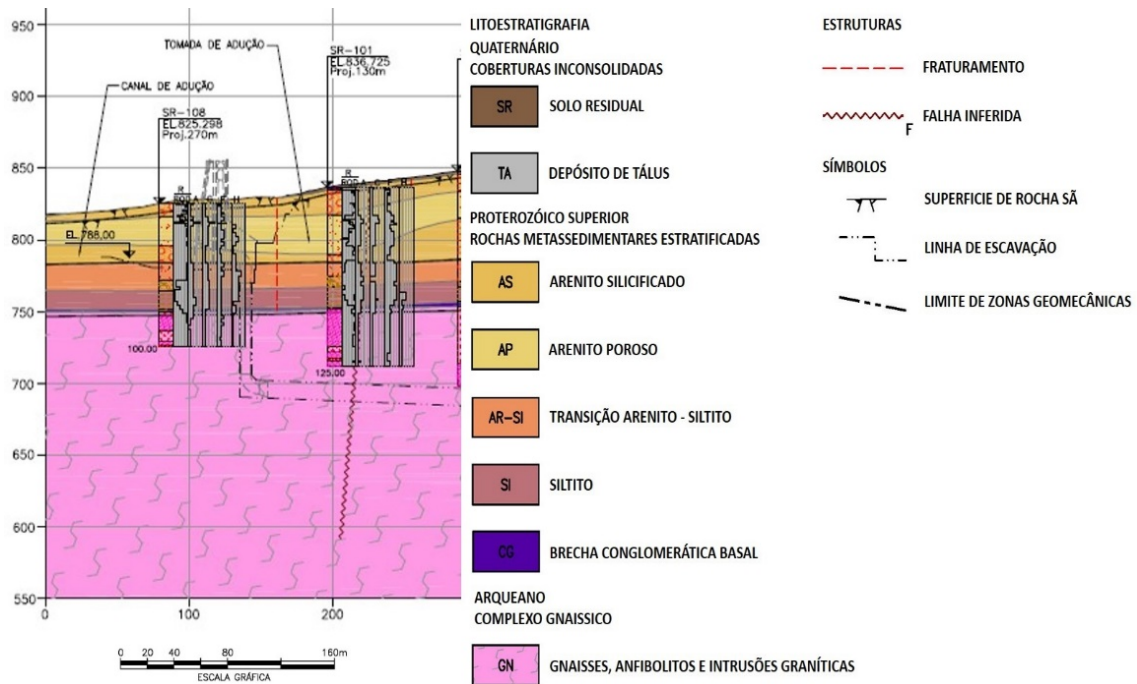 950
900
850
800
750
700
650
600
550
0
100
200
TOMADA DE ADUÇÃO
CANAL DE ADUÇÃO
SR-108
EL.825.298
Proj.270m
SR-101
EL.836.725
Proj.130m
EL.788,00
100.00
125.00
0 20 40 80 160m
ESCALA GRÁFICA
LITOESTRATIGRAFIA
QUATERNÁRIO
COBERTURAS INCONSOLIDADAS
SR SOLO RESIDUAL
TA DEPÓSITO DE TÁLUS
PROTEROZÓICO SUPERIOR
ROCHAS METASSEDIMENTARES ESTRATIFICADAS
AS ARENITO SILICIFICADO
AP ARENITO POROSO
AR-SI TRANSIÇÃO ARENITO - SILTITO
SI SILTITO
CG BRECHA CONGLOMERÁTICA BASAL
ARQUEANO
COMPLEXO GNAISSICO
GN GNAISSES, ANFIBOLITOS E INTRUSÕES GRANÍTICAS
ESTRUTURAS
FRATURAMENTO
FALHA INFERIDA
F
SÍMBOLOS
SUPERFICIE DE ROCHA SÃ
LINHA DE ESCAVAÇÃO
LIMITE DE ZONAS GEOMECÂNICAS